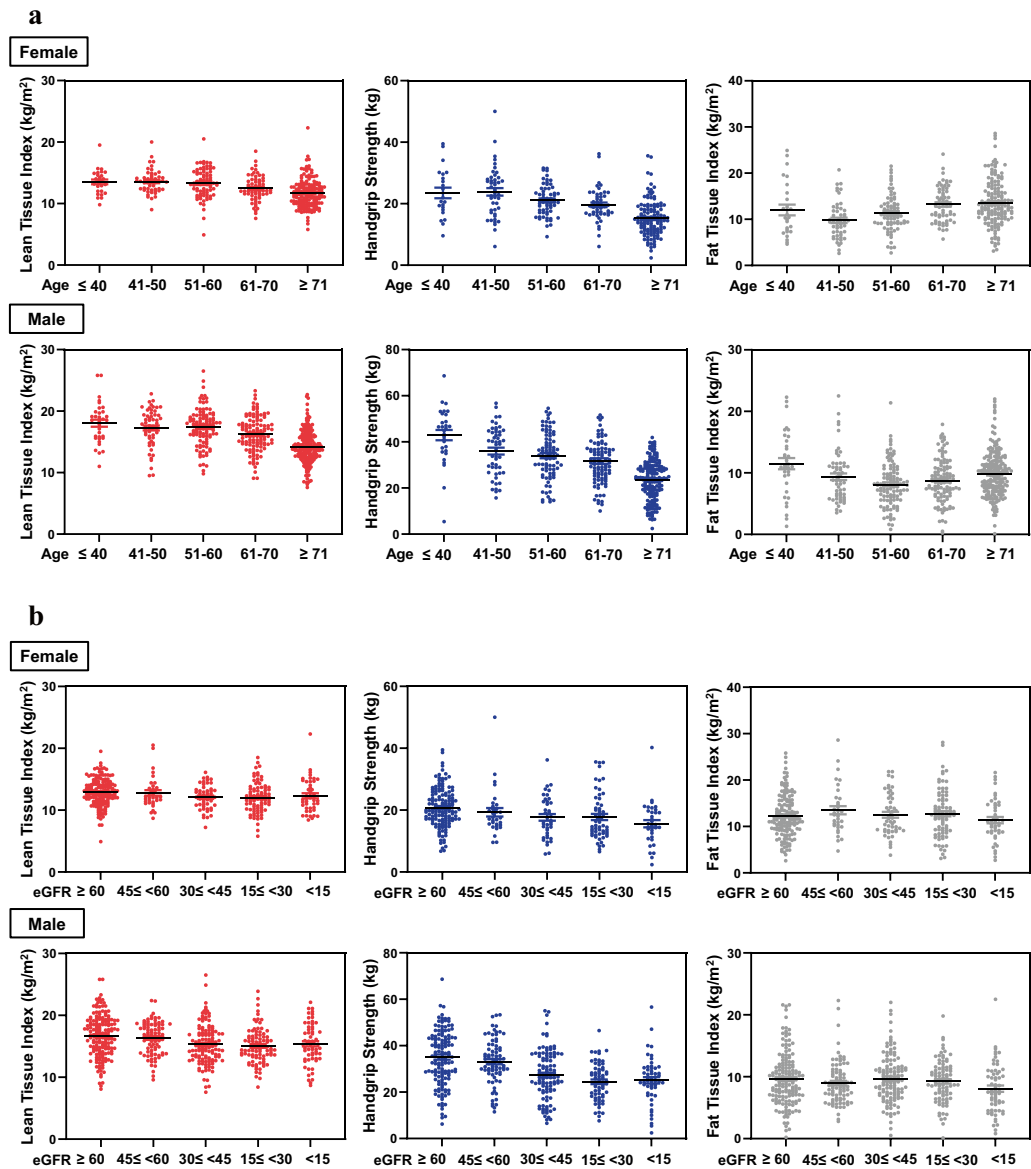 a
Female
Lean Tissue Index (kg/m²)
30
20
10
0
Age ≤ 40 41-50 51-60 61-70 ≥ 71
Handgrip Strength (kg)
60
40
20
0
≤ 40 41-50 51-60 61-70 ≥ 71
Fat Tissue Index (kg/m²)
40
30
20
10
0
Age ≤ 40 41-50 51-60 61-70 ≥ 71
Male
Lean Tissue Index (kg/m²)
30
20
10
0
Age ≤ 40 41-50 51-60 61-70 ≥ 71
Handgrip Strength (kg)
80
60
40
20
0
Age ≤ 40 41-50 51-60 61-70 ≥ 71
Fat Tissue Index (kg/m²)
30
20
10
0
Age ≤ 40 41-50 51-60 61-70 ≥ 71
b
Female
Lean Tissue Index (kg/m²)
30
20
10
0
eGFR ≥ 60 45≤ <60 30≤ <45 15≤ <30 <15
Handgrip Strength (kg)
60
40
20
0
eGFR ≥ 60 45≤ <60 30≤ <45 15≤ <30 <15
Fat Tissue Index (kg/m²)
40
30
20
10
0
eGFR ≥ 60 45≤ <60 30≤ <45 15≤ <30 <15
Male
Lean Tissue Index (kg/m²)
30
20
10
0
eGFR ≥ 60 45≤ <60 30≤ <45 15≤ <30 <15
Handgrip Strength (kg)
80
60
40
20
0
eGFR ≥ 60 45≤ <60 30≤ <45 15≤ <30 <15
Fat Tissue Index (kg/m²)
30
20
10
0
eGFR ≥ 60 45≤ <60 30≤ <45 15≤ <30 <15